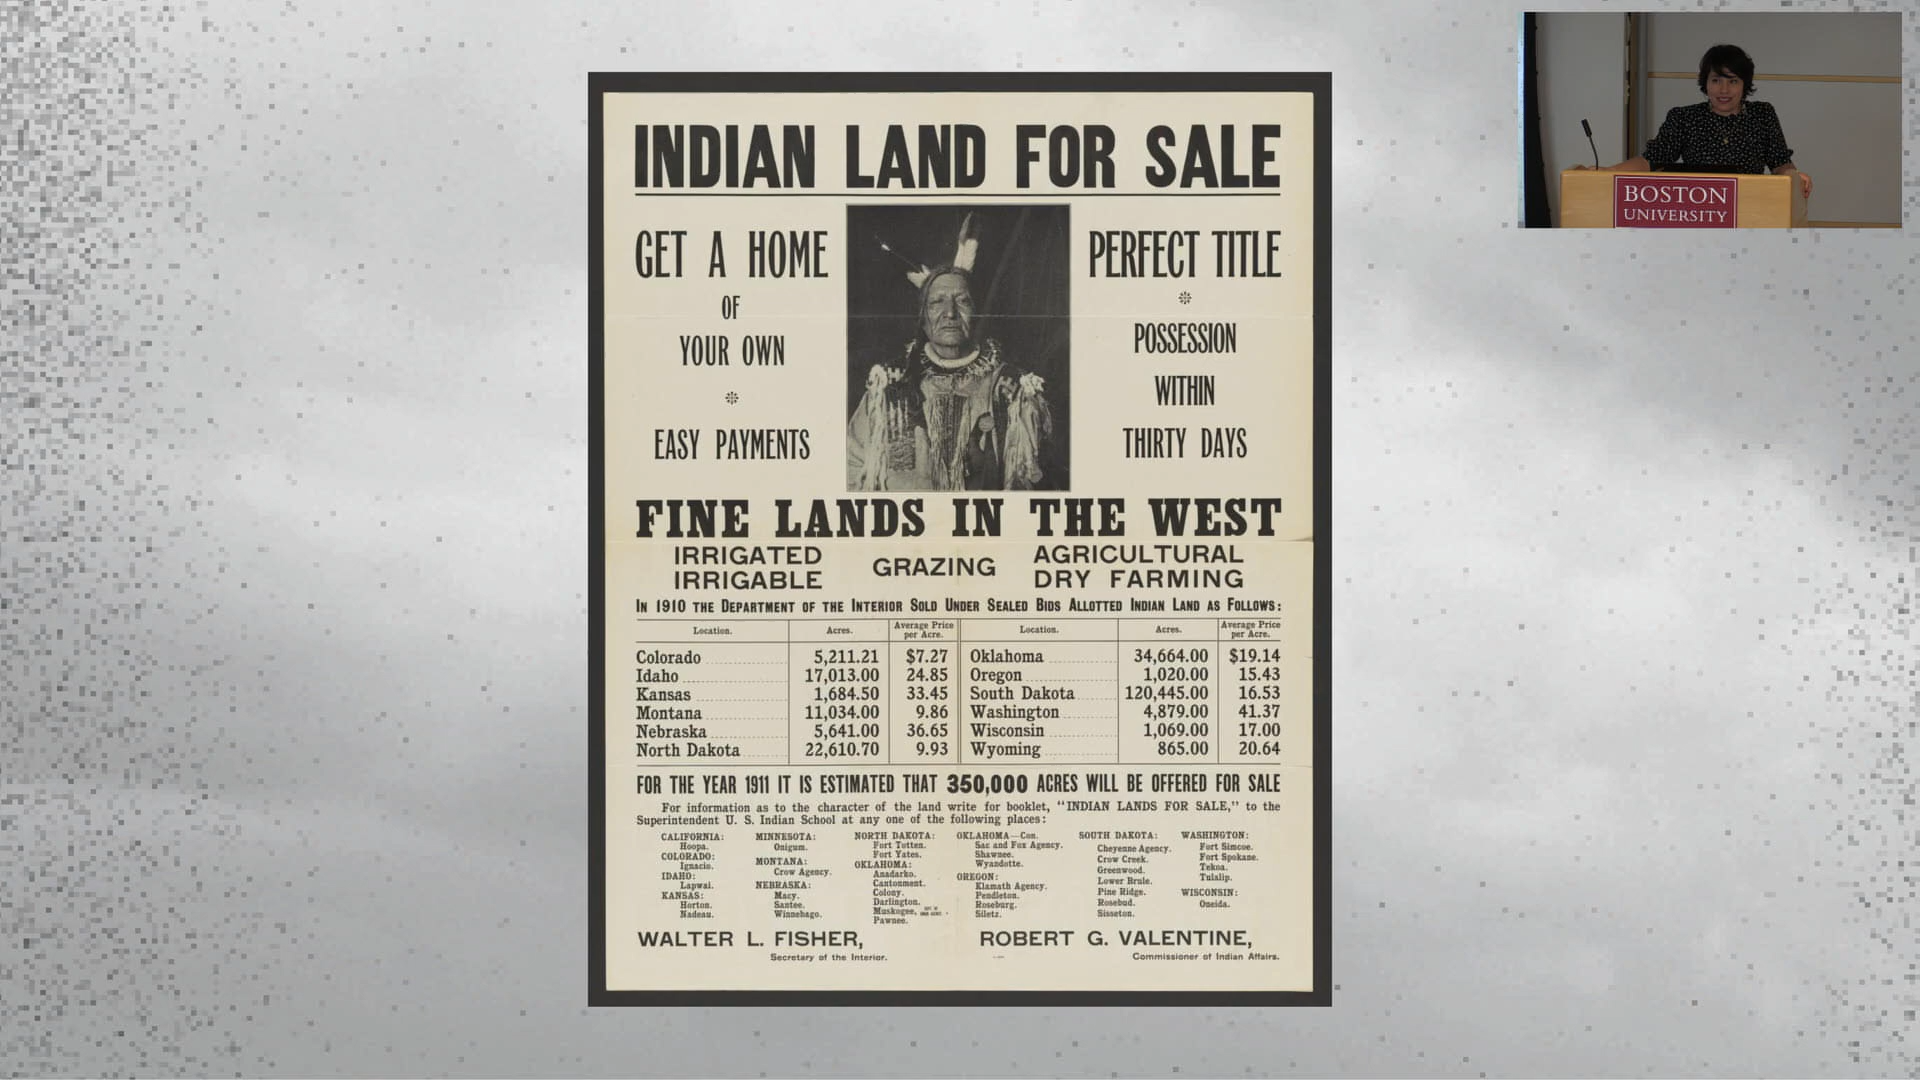 INDIAN LAND FOR SALE
GET A HOME
OF
YOUR OWN
EASY PAYMENTS
PERFECT TITLE
POSSESSION
WITHIN
THIRTY DAYS
FINE LANDS IN THE WEST
IRRIGATED
IRRIGABLE
GRAZING
AGRICULTURAL
DRY FARMING
IN 1910 THE DEPARTMENT OF THE INTERIOR SOLD UNDER SEALED BIDS ALLOTTED INDIAN LAND AS FOLLOWS:
Location. Acres. Average Price per Acre. Location. Acres. Average Price per Acre.
Colorado 5,211.21 $7.27 Oklahoma 34,664.00 $19.14
Idaho 17,013.00 24.85 Oregon 1,020.00 15.43
Kansas 1,684.50 33.45 South Dakota 120,445.00 16.53
Montana 11,034.00 9.86 Washington 4,879.00 41.37
Nebraska 5,641.00 36.65 Wisconsin 1,069.00 17.00
North Dakota 22,610.70 9.93 Wyoming 865.00 20.64
FOR THE YEAR 1911 IT IS ESTIMATED THAT 350,000 ACRES WILL BE OFFERED FOR SALE
For information as to the character of the land write for booklet, "INDIAN LANDS FOR SALE," to the
Superintendent U. S. Indian School at any one of the following places:
CALIFORNIA:
Hoopa.
COLORADO:
Ignacio.
IDAHO:
Lapwai.
KANSAS:
Horton.
Nadeau.
MINNESOTA:
Onigum.
MONTANA:
Crow Agency.
NEBRASKA:
Macy.
Santee.
Winnebago.
NORTH DAKOTA:
Fort Totten.
Fort Yates.
OKLAHOMA:
Anadarko.
Cantonment.
Colony.
Darlington.
Muskogee,
Pawnee.
OKLAHOMA—Con.
Sac and Fox Agency.
Shawnee.
Wyandotte.
OREGON:
Klamath Agency.
Pendleton.
Roseburg.
Siletz.
SOUTH DAKOTA:
Cheyenne Agency.
Crow Creek.
Greenwood.
Lower Brule.
Pine Ridge.
Rosebud.
Sisseton.
WASHINGTON:
Fort Simcoe.
Fort Spokane.
Tekoa.
Tulalip.
WISCONSIN:
Oneida.
WALTER L. FISHER,
Secretary of the Interior.
ROBERT G. VALENTINE,
Commissioner of Indian Affairs.
BOSTON
UNIVERSITY